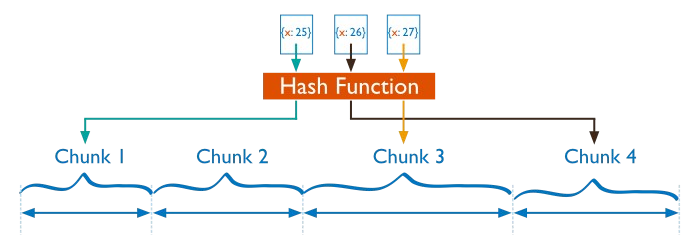 {x: 25} {x: 26} {x: 27}
Hash Function
Chunk 1 Chunk 2 Chunk 3 Chunk 4